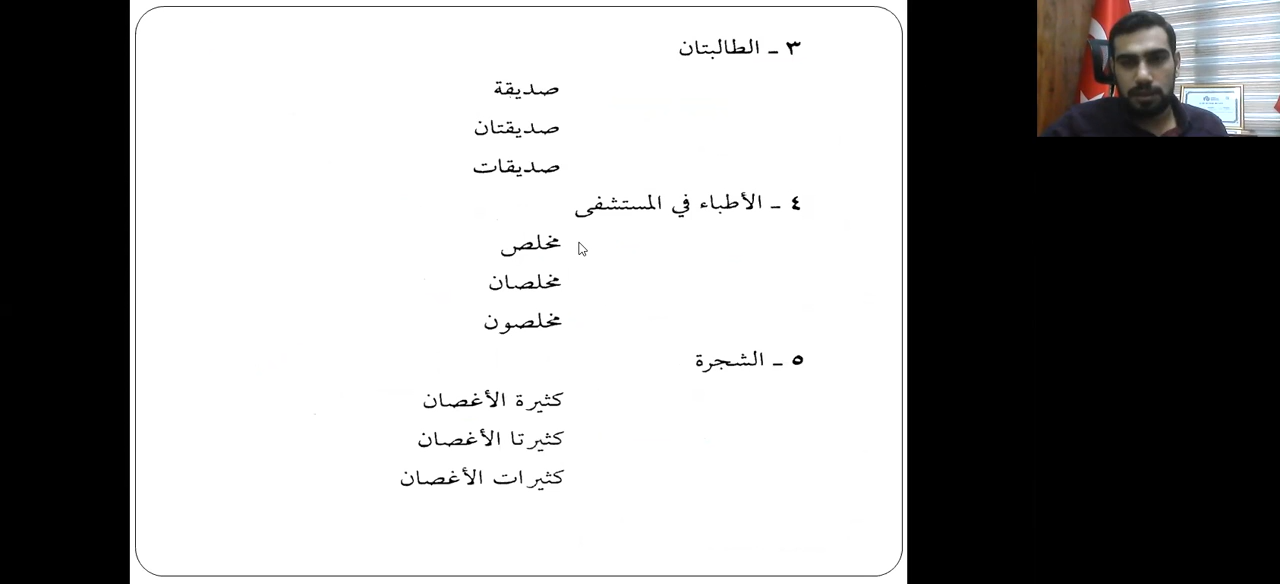 ٣ ـ الطالبتان
صديقة
صديقتان
صديقات
٤ ـ الأطباء في المستشفى
مخلص
مخلصان
مخلصون
٥ ـ الشجرة
كثيرة الأغصان
كثيرتا الأغصان
كثيرات الأغصان